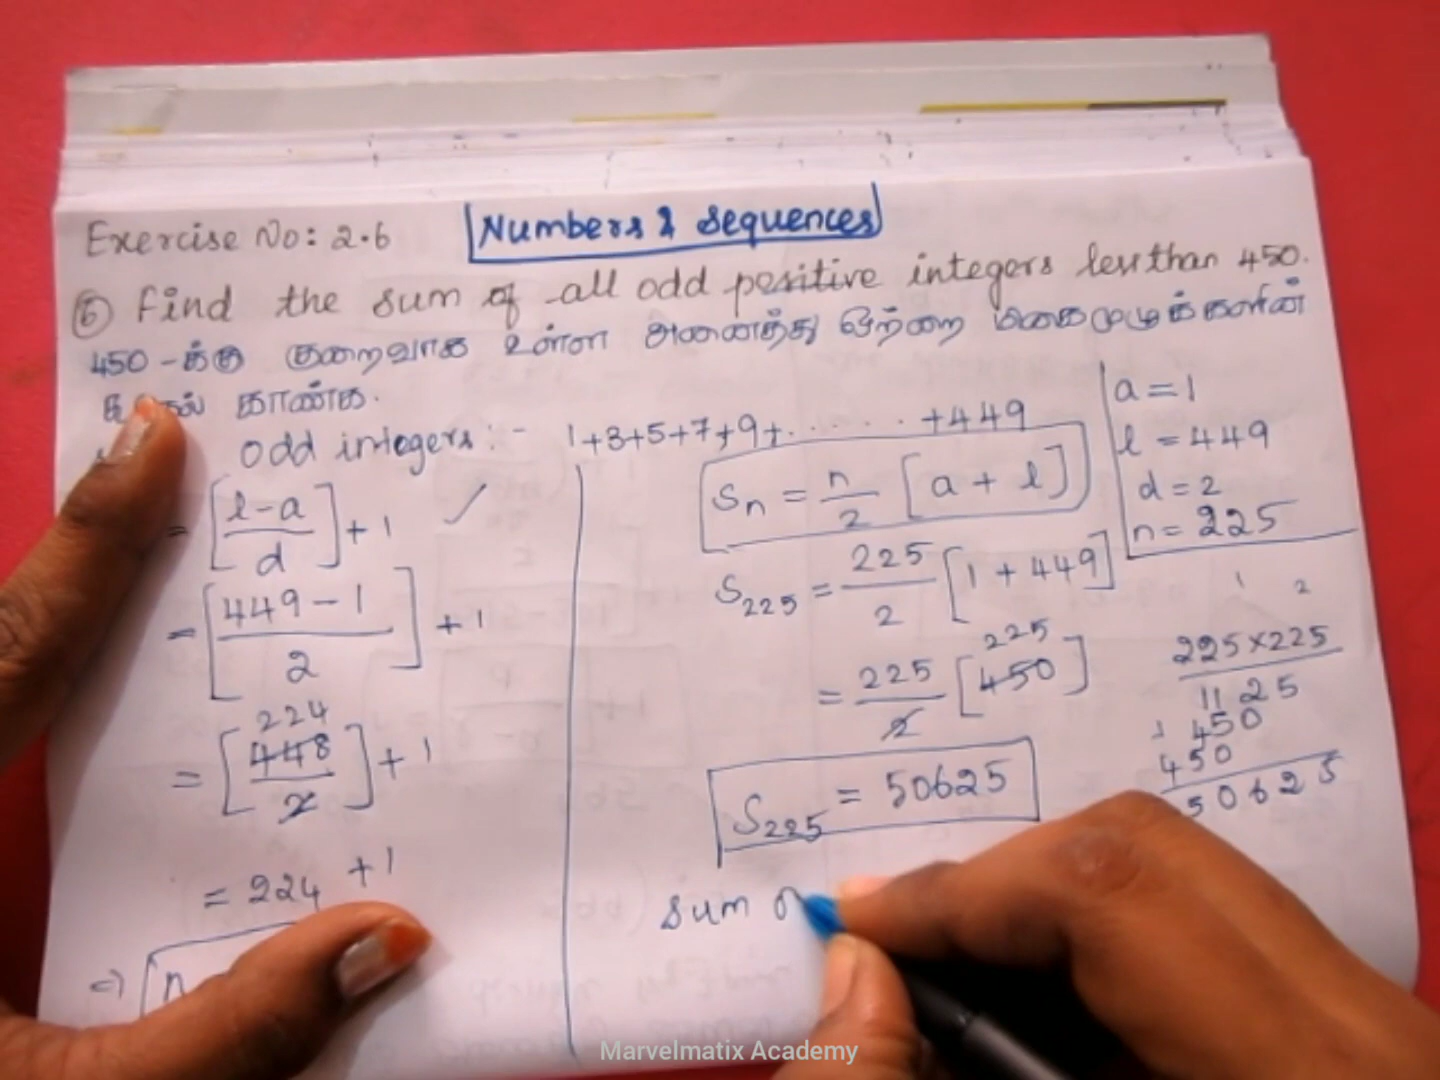 Exercise No: 2.6 Numbers & Sequences
⑥ Find the sum of all odd positive integers less than 450.
450-க்கு குறைவாக உள்ள அனைத்து ஒற்றை மிகை முழுக்களின்
காண்க.
odd integers:- 1+3+5+7+9+. . . . . . +449
= [l-a/d] + 1 ✓
= [449-1/2] + 1
= [448/2] + 1
224
= 224 + 1
⇒ n
Sn = n/2 [a + l]
S225 = 225/2 [1 + 449]
= 225/2 [450]
225
S225 = 50625
Sum o
a = 1
l = 449
d = 2
n = 225
1 2
225×225
1125
1 450
450
50625
Marvelmatix Academy